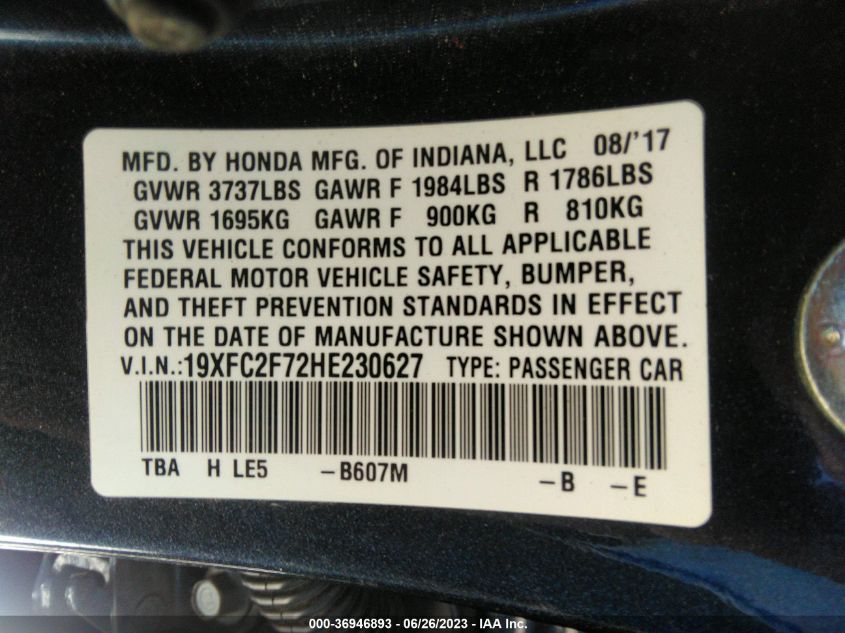 MFD. BY HONDA MFG. OF INDIANA, LLC 08/'17
GVWR 3737LBS GAWR F 1984LBS R 1786LBS
GVWR 1695KG GAWR F 900KG R 810KG
THIS VEHICLE CONFORMS TO ALL APPLICABLE
FEDERAL MOTOR VEHICLE SAFETY, BUMPER,
AND THEFT PREVENTION STANDARDS IN EFFECT
ON THE DATE OF MANUFACTURE SHOWN ABOVE.
V.I.N.:19XFC2F72HE230627 TYPE: PASSENGER CAR
TBA H LE5 –B607M –B –E
000-36946893 - 06/26/2023 - IAA Inc.